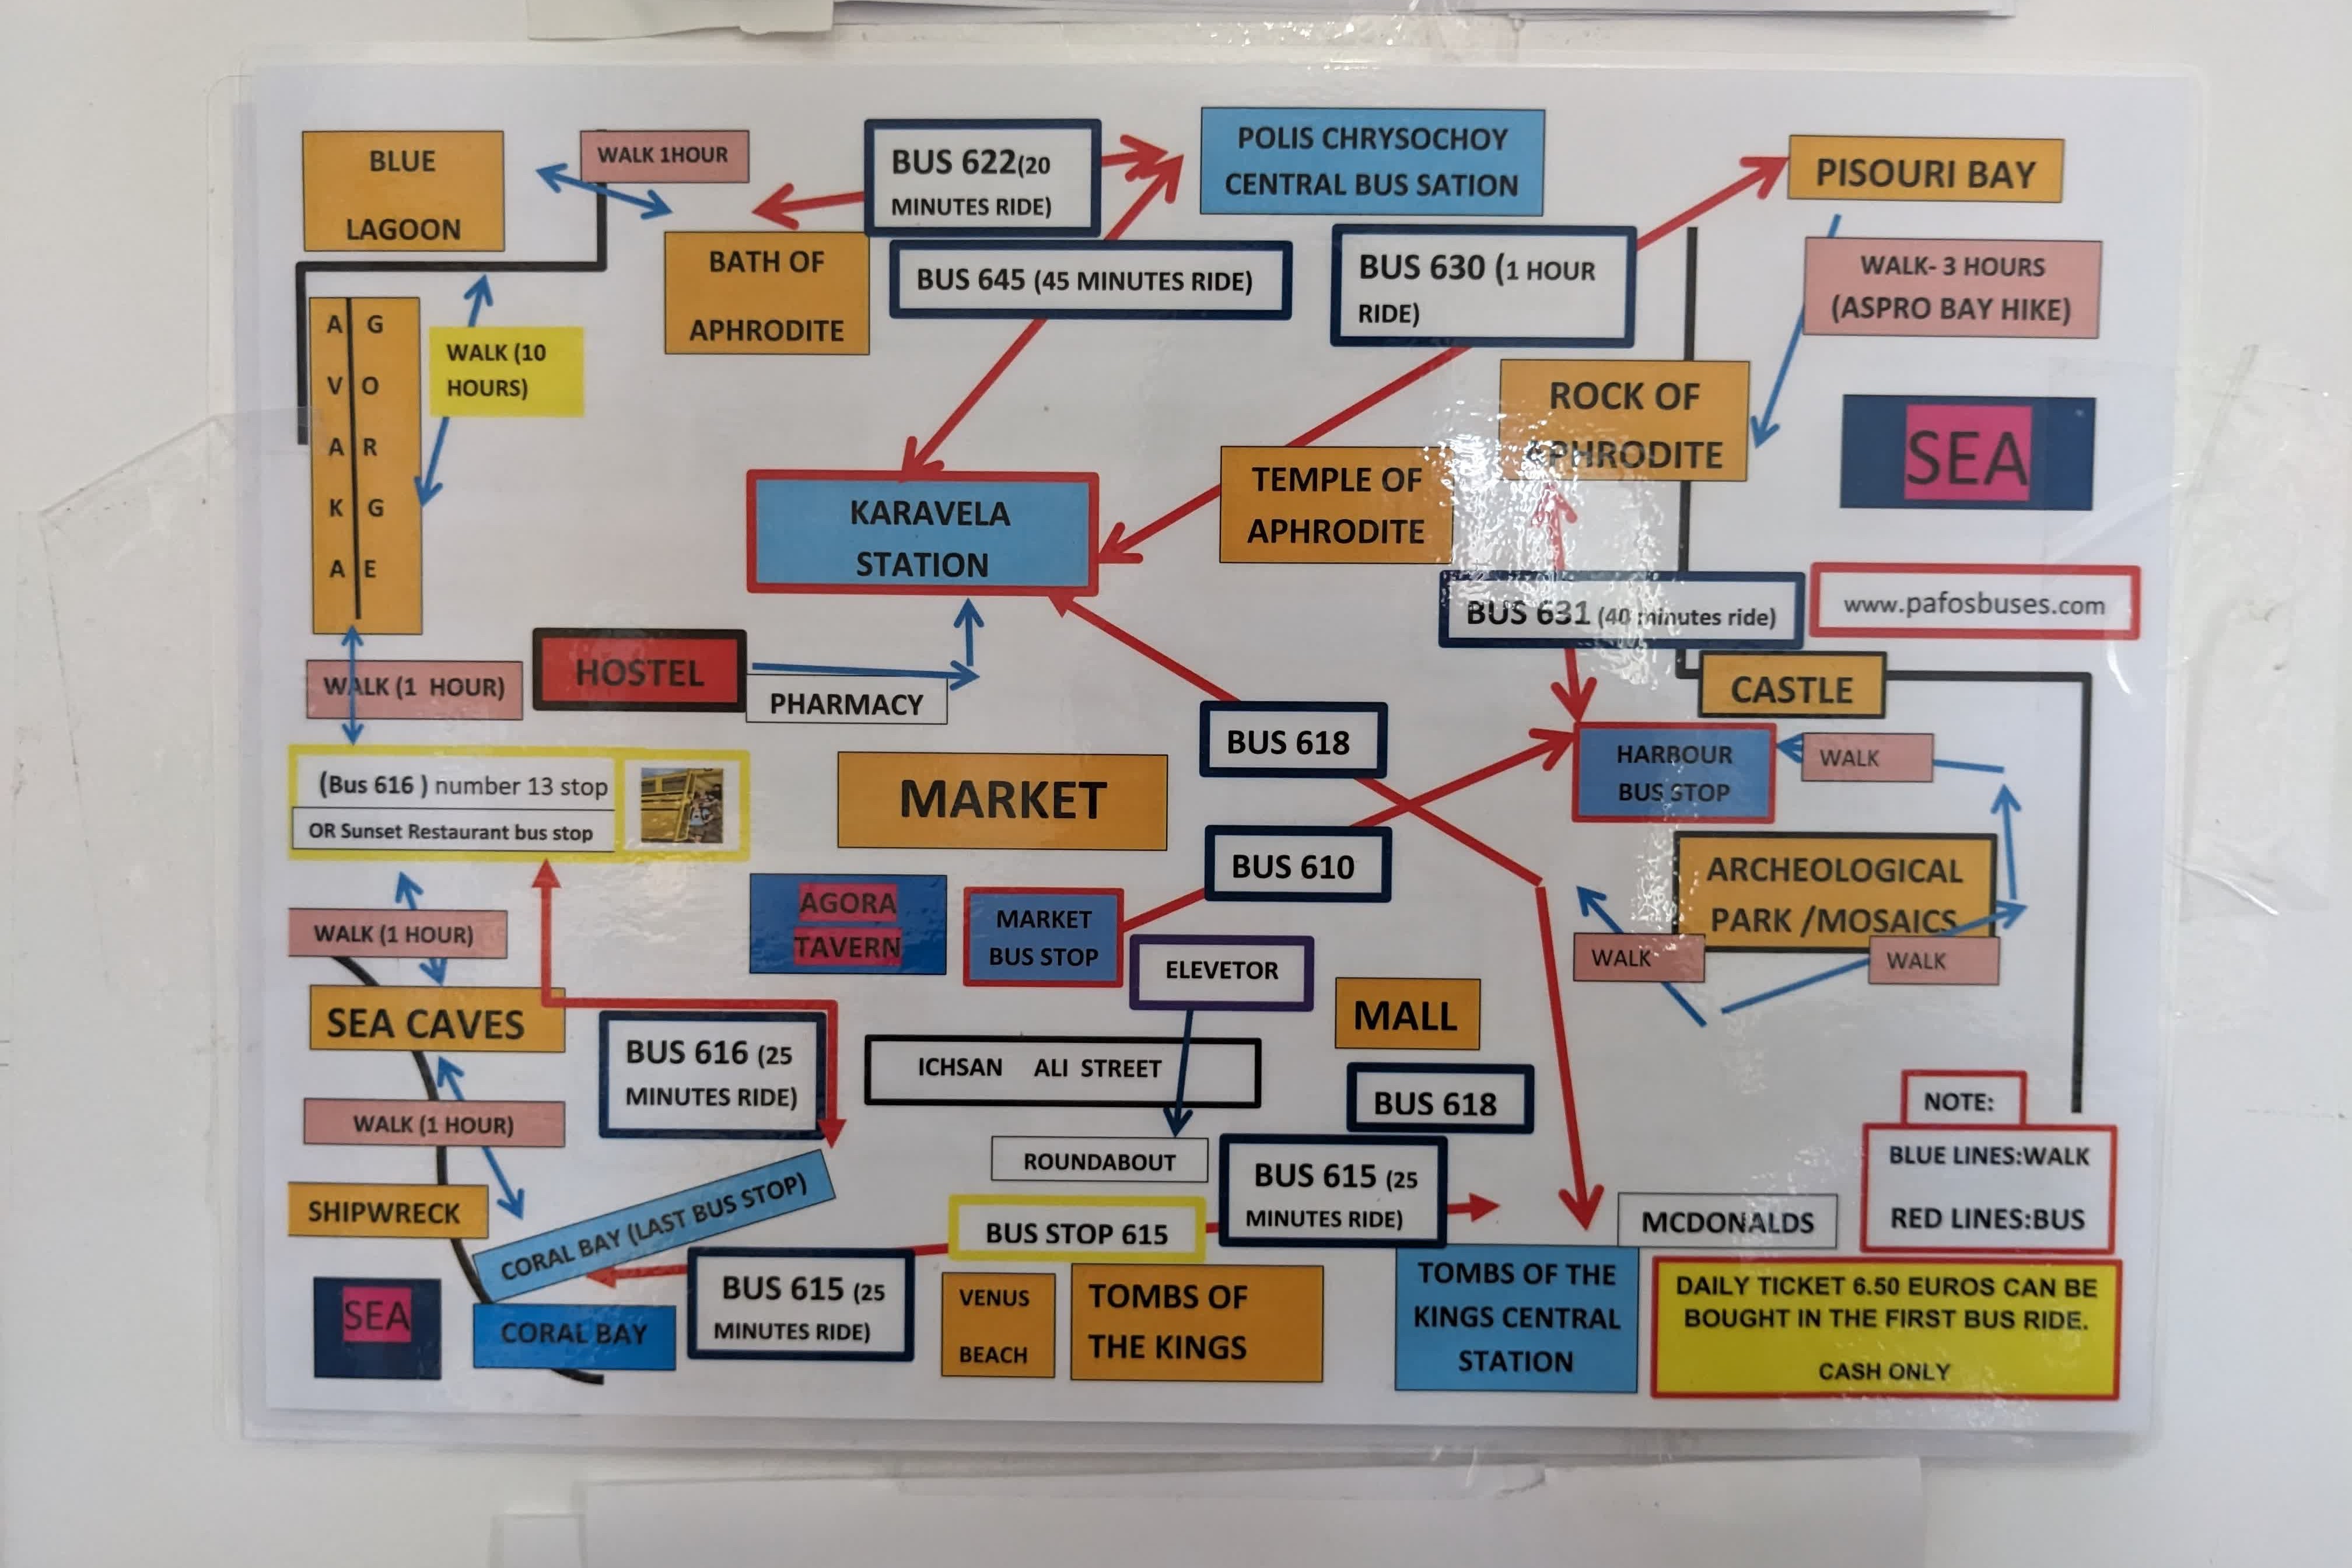 BLUE
LAGOON
WALK 1HOUR
BUS 622(20
MINUTES RIDE)
POLIS CHRYSOCHOY
CENTRAL BUS SATION
PISOURI BAY
BATH OF
APHRODITE
BUS 645 (45 MINUTES RIDE)
BUS 630 (1 HOUR
RIDE)
WALK- 3 HOURS
(ASPRO BAY HIKE)
A G
V O
A R
K G
A E
WALK (10
HOURS)
ROCK OF
APHRODITE
SEA
KARAVELA
STATION
TEMPLE OF
APHRODITE
BUS 631 (40 minutes ride)
www.pafosbuses.com
WALK (1 HOUR)
HOSTEL
PHARMACY
CASTLE
BUS 618
HARBOUR
BUS STOP
WALK
(Bus 616 ) number 13 stop
OR Sunset Restaurant bus stop
MARKET
BUS 610
ARCHEOLOGICAL
PARK /MOSAICS
WALK
WALK
WALK (1 HOUR)
AGORA
TAVERN
MARKET
BUS STOP
ELEVETOR
SEA CAVES
BUS 616 (25
MINUTES RIDE)
ICHSAN ALI STREET
MALL
BUS 618
WALK (1 HOUR)
ROUNDABOUT
BUS 615 (25
MINUTES RIDE)
NOTE:
BLUE LINES:WALK
RED LINES:BUS
SHIPWRECK
CORAL BAY (LAST BUS STOP)
BUS STOP 615
MCDONALDS
SEA
CORAL BAY
BUS 615 (25
MINUTES RIDE)
VENUS
BEACH
TOMBS OF
THE KINGS
TOMBS OF THE
KINGS CENTRAL
STATION
DAILY TICKET 6.50 EUROS CAN BE
BOUGHT IN THE FIRST BUS RIDE.
CASH ONLY